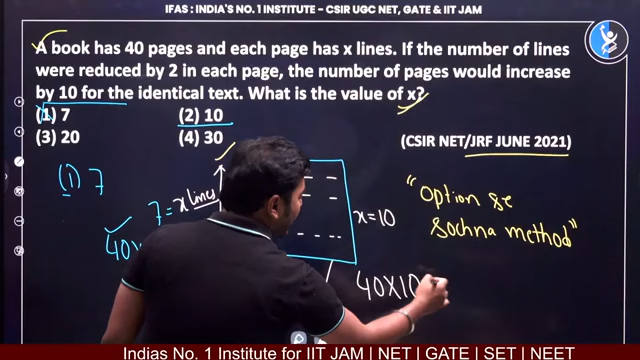 IFAS: INDIA'S NO. 1 INSTITUTE – CSIR UGC NET, GATE & IIT JAM
A book has 40 pages and each page has x lines. If the number of lines
were reduced by 2 in each page, the number of pages would increase
by 10 for the identical text. What is the value of x?
(1) 7 (2) 10
(3) 20 (4) 30
(CSIR NET/JRF JUNE 2021)
(1) 7
7 = x lines
40
x = 10
"Option se
Sochna method"
40 X 10
Indias No. 1 Institute for IIT JAM | NET | GATE | SET | NEET